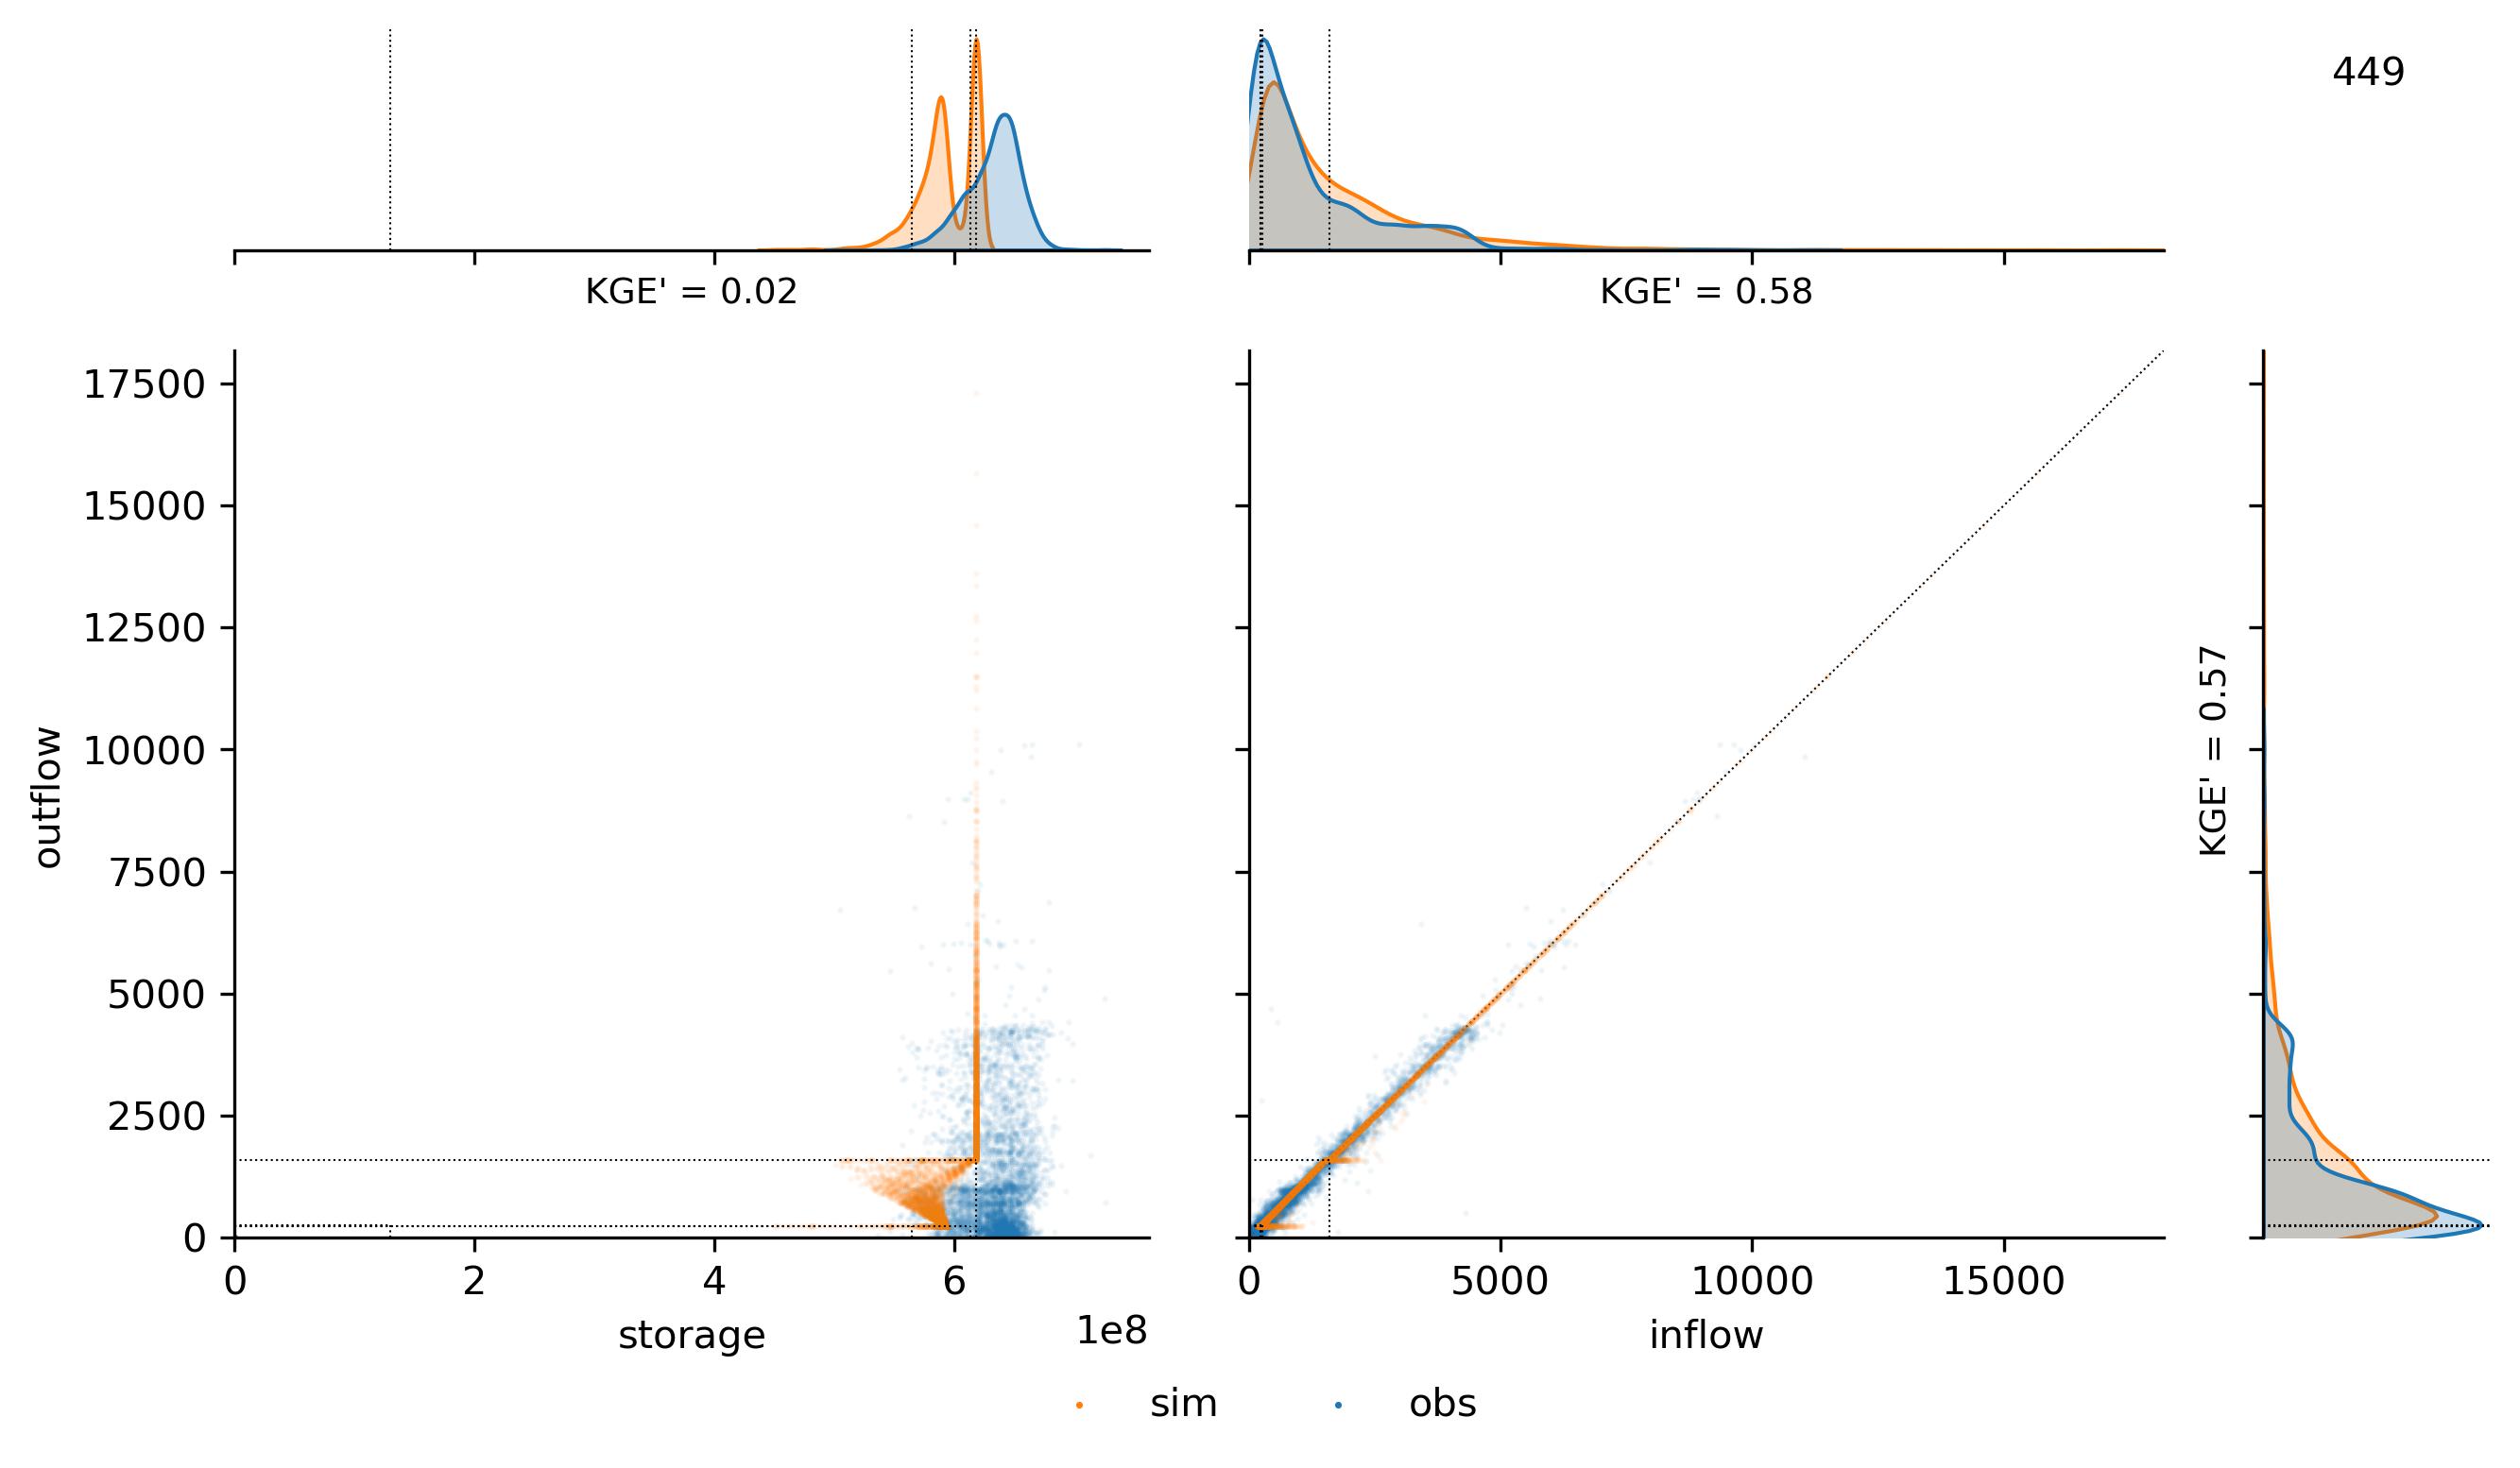 449
KGE' = 0.02
KGE' = 0.58
17500
15000
12500
10000
7500
5000
2500
0
outflow
KGE' = 0.57
0 2 4 6
0 5000 10000 15000
1e8
storage
inflow
sim obs